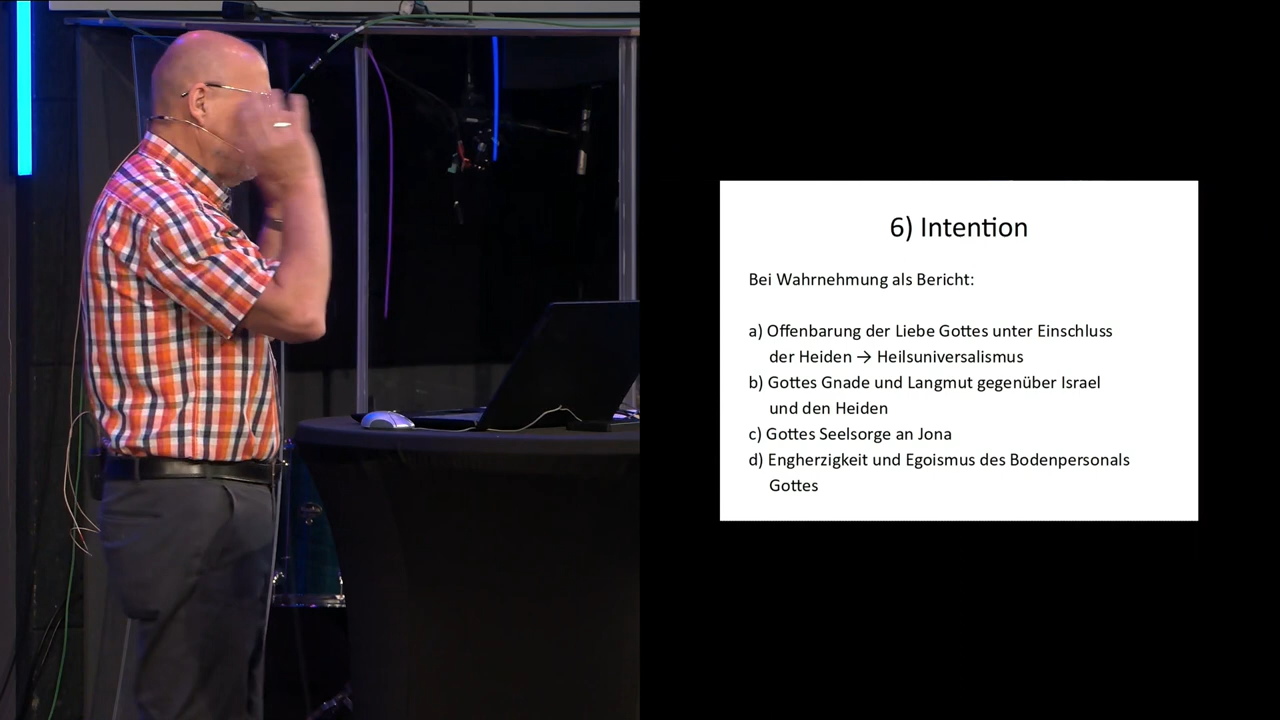 6) Intention
Bei Wahrnehmung als Bericht:
a) Offenbarung der Liebe Gottes unter Einschluss
der Heiden → Heilsuniversalismus
b) Gottes Gnade und Langmut gegenüber Israel
und den Heiden
c) Gottes Seelsorge an Jona
d) Engherzigkeit und Egoismus des Bodenpersonals
Gottes